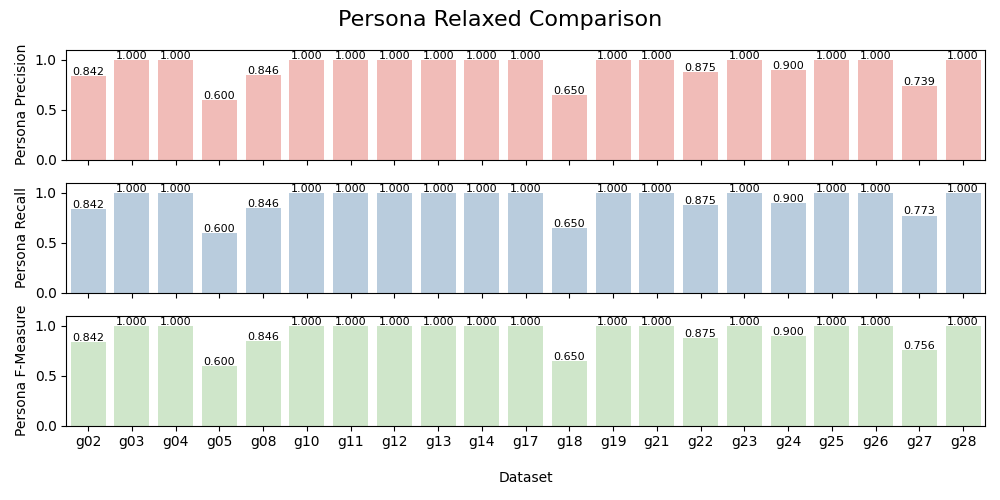 Persona Relaxed Comparison
Persona Precision
1.0
0.5
0.0
0.842 1.000 1.000 0.600 0.846 1.000 1.000 1.000 1.000 1.000 1.000 0.650 1.000 1.000 0.875 1.000 0.900 1.000 1.000 0.739 1.000
Persona Recall
1.0
0.5
0.0
0.842 1.000 1.000 0.600 0.846 1.000 1.000 1.000 1.000 1.000 1.000 0.650 1.000 1.000 0.875 1.000 0.900 1.000 1.000 0.773 1.000
Persona F-Measure
1.0
0.5
0.0
0.842 1.000 1.000 0.600 0.846 1.000 1.000 1.000 1.000 1.000 1.000 0.650 1.000 1.000 0.875 1.000 0.900 1.000 1.000 0.756 1.000
g02 g03 g04 g05 g08 g10 g11 g12 g13 g14 g17 g18 g19 g21 g22 g23 g24 g25 g26 g27 g28
Dataset